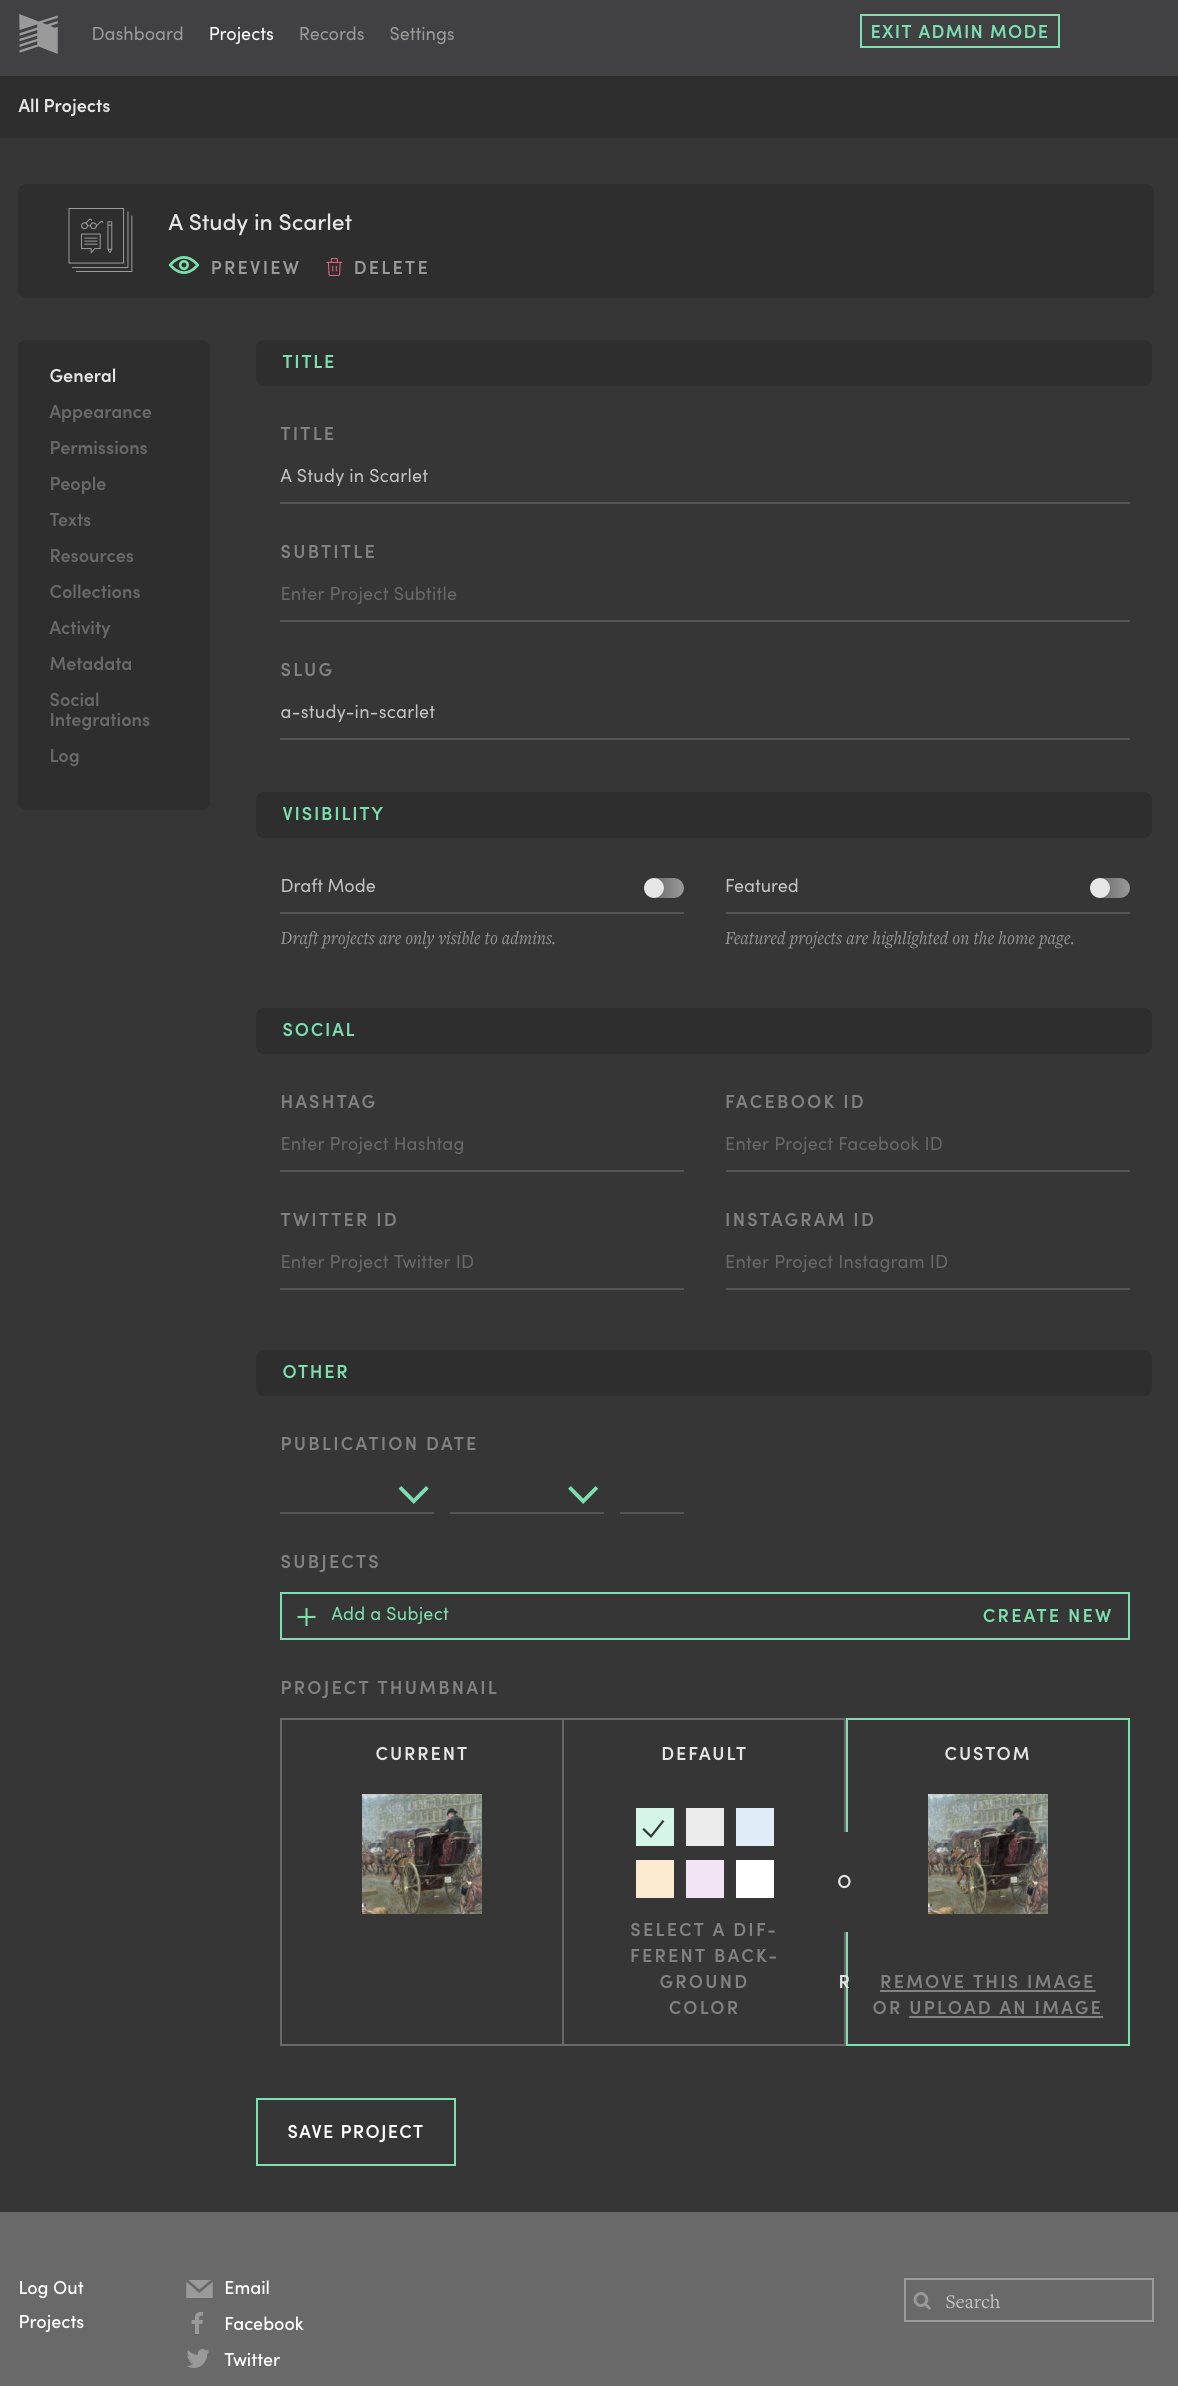 Dashboard Projects Records Settings EXIT ADMIN MODE
All Projects
A Study in Scarlet
PREVIEW DELETE
General
Appearance
Permissions
People
Texts
Resources
Collections
Activity
Metadata
Social
Integrations
Log
TITLE
TITLE
A Study in Scarlet
SUBTITLE
Enter Project Subtitle
SLUG
a-study-in-scarlet
VISIBILITY
Draft Mode
Draft projects are only visible to admins.
Featured
Featured projects are highlighted on the home page.
SOCIAL
HASHTAG
Enter Project Hashtag
FACEBOOK ID
Enter Project Facebook ID
TWITTER ID
Enter Project Twitter ID
INSTAGRAM ID
Enter Project Instagram ID
OTHER
PUBLICATION DATE
SUBJECTS
Add a Subject CREATE NEW
PROJECT THUMBNAIL
CURRENT
DEFAULT
SELECT A DIF-
FERENT BACK-
GROUND
COLOR
O
R
CUSTOM
REMOVE THIS IMAGE
OR UPLOAD AN IMAGE
SAVE PROJECT
Log Out
Projects
Email
Facebook
Twitter
Search